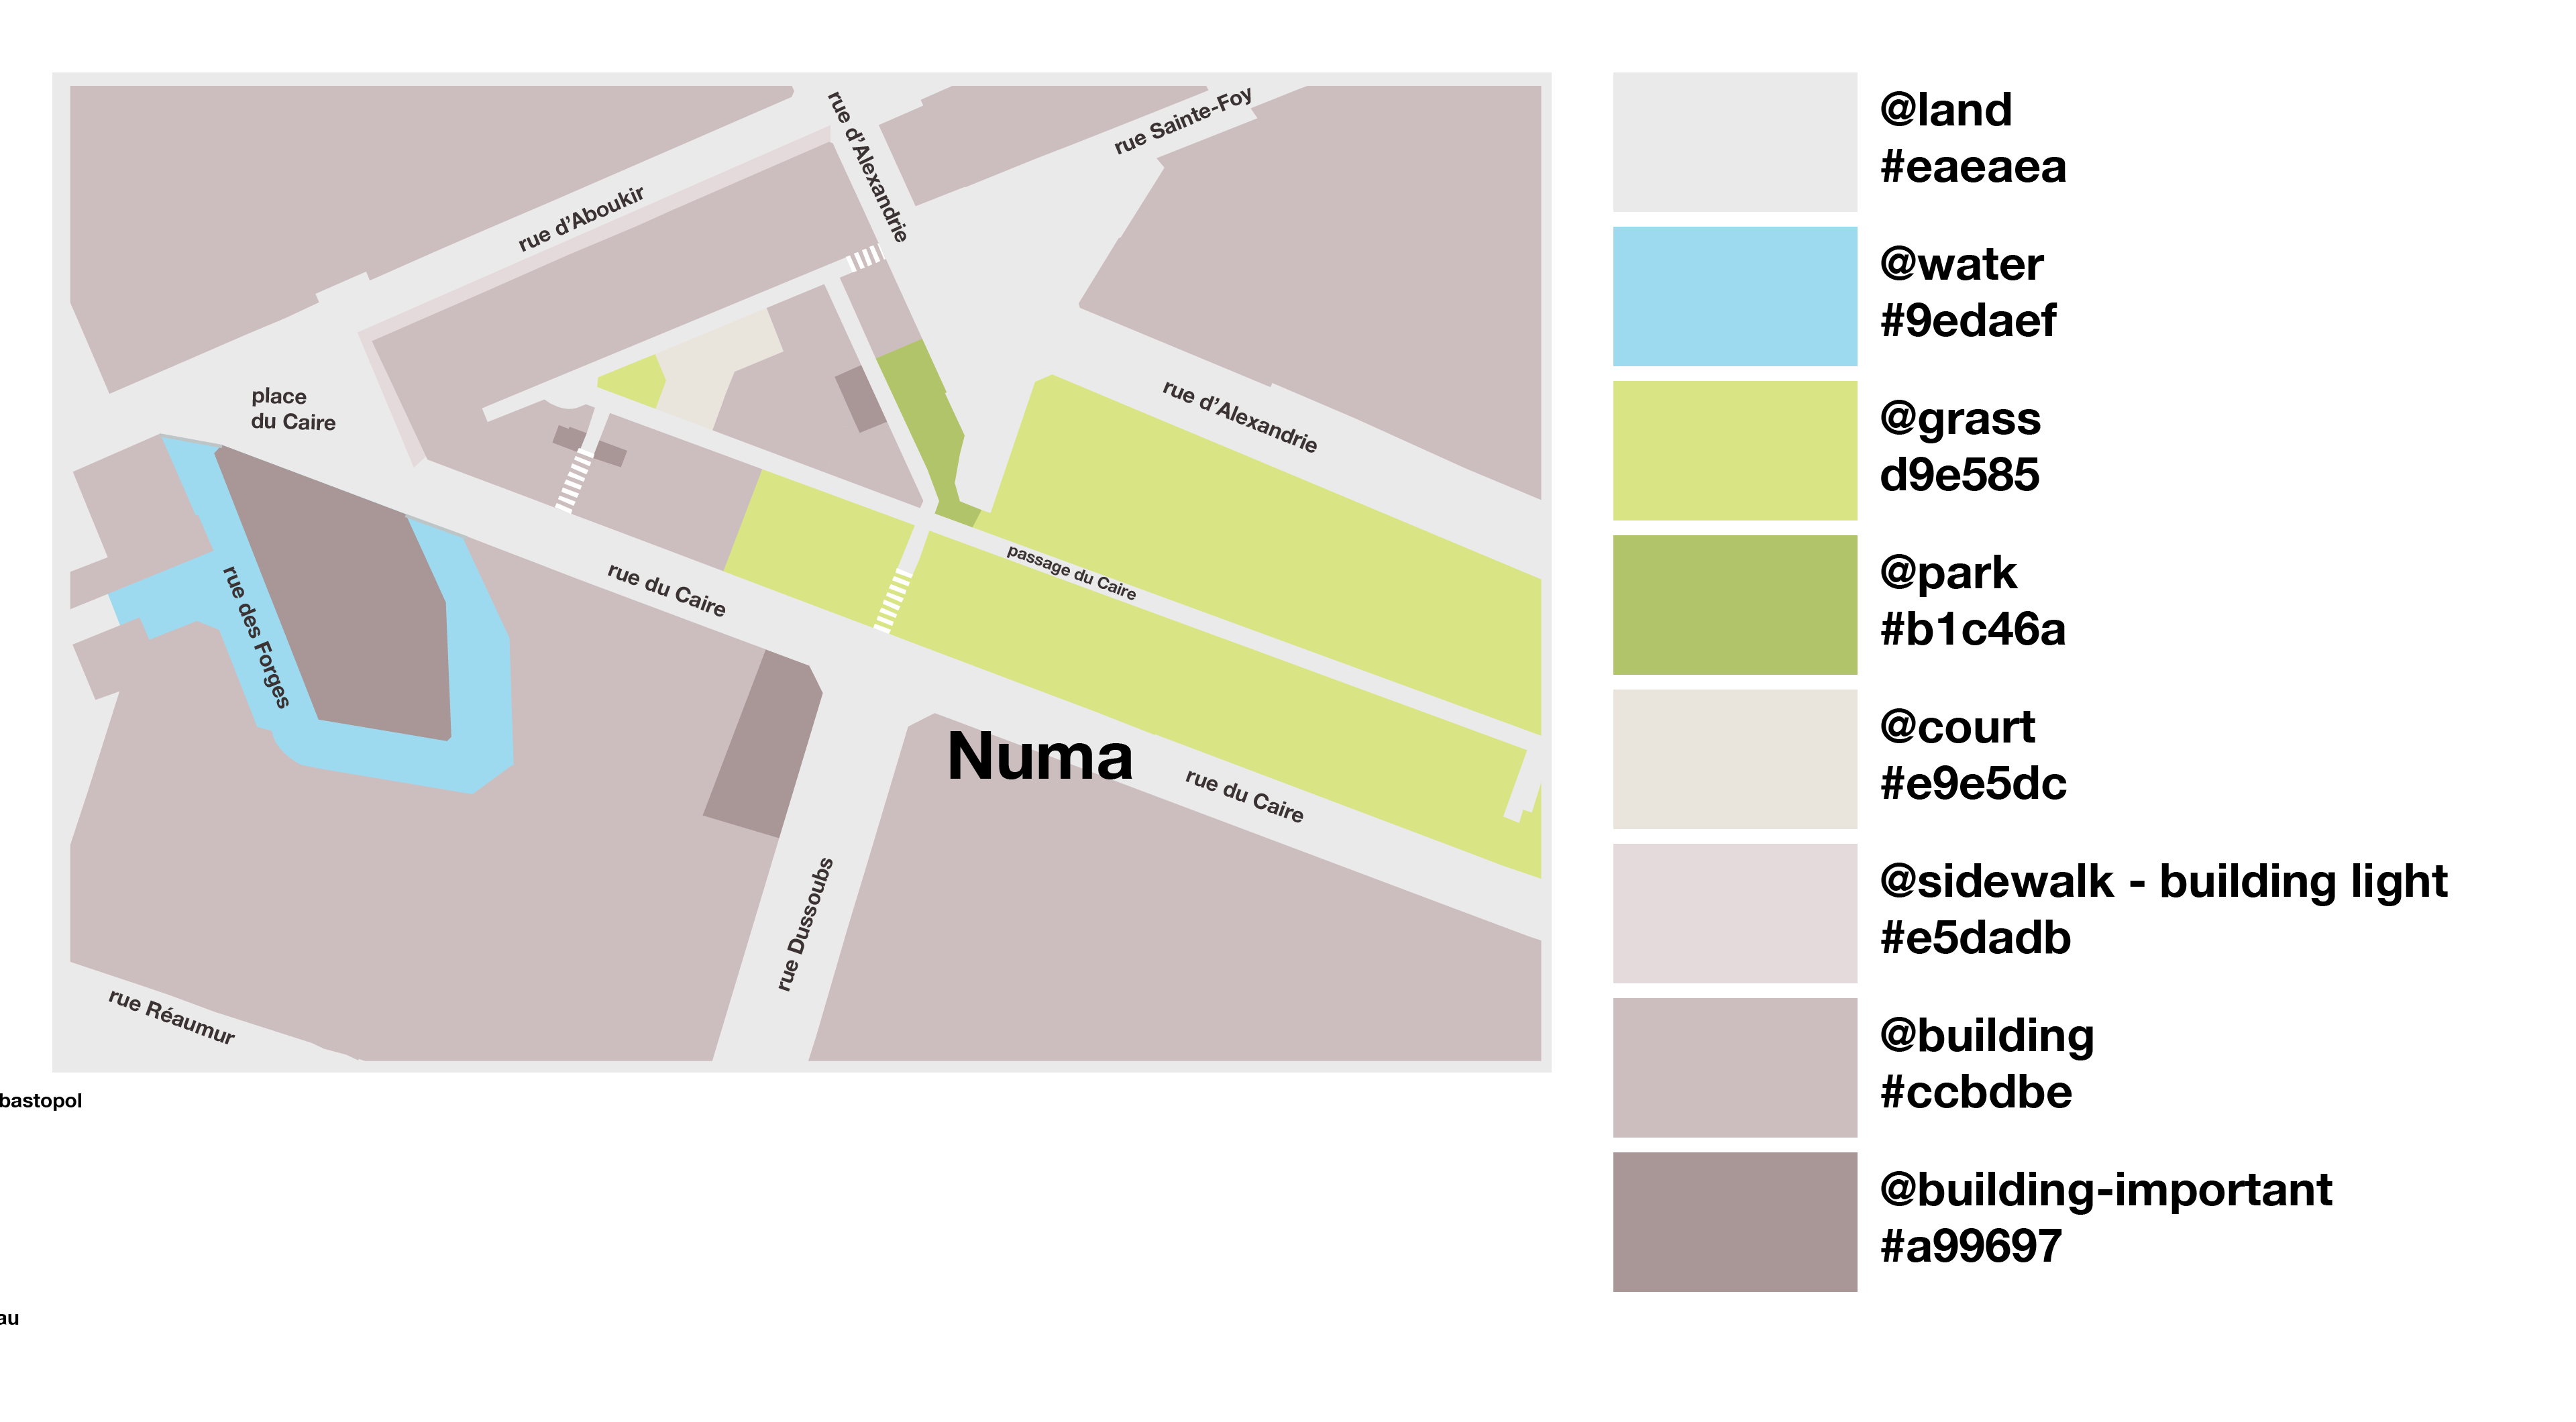 rue d’Alexandrie
rue Sainte-Foy
rue d’Aboukir
place
du Caire
rue d’Alexandrie
rue des Forges
rue du Caire
passage du Caire
Numa
rue du Caire
rue Dussoubs
rue Réaumur
bastopol
au
@land
#eaeaea
@water
#9edaef
@grass
d9e585
@park
#b1c46a
@court
#e9e5dc
@sidewalk - building light
#e5dadb
@building
#ccbdbe
@building-important
#a99697